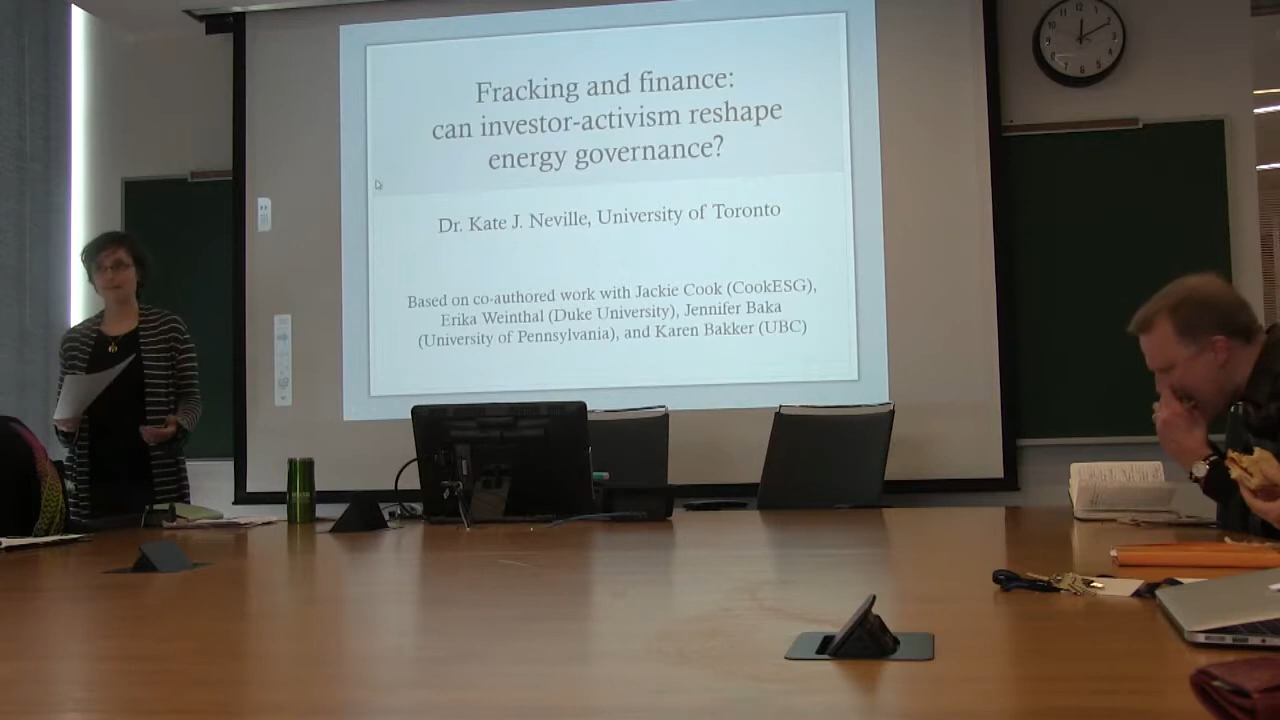 Fracking and finance:
can investor-activism reshape
energy governance?
Dr. Kate J. Neville, University of Toronto
Based on co-authored work with Jackie Cook (CookESG),
Erika Weinthal (Duke University), Jennifer Baka
(University of Pennsylvania), and Karen Bakker (UBC)